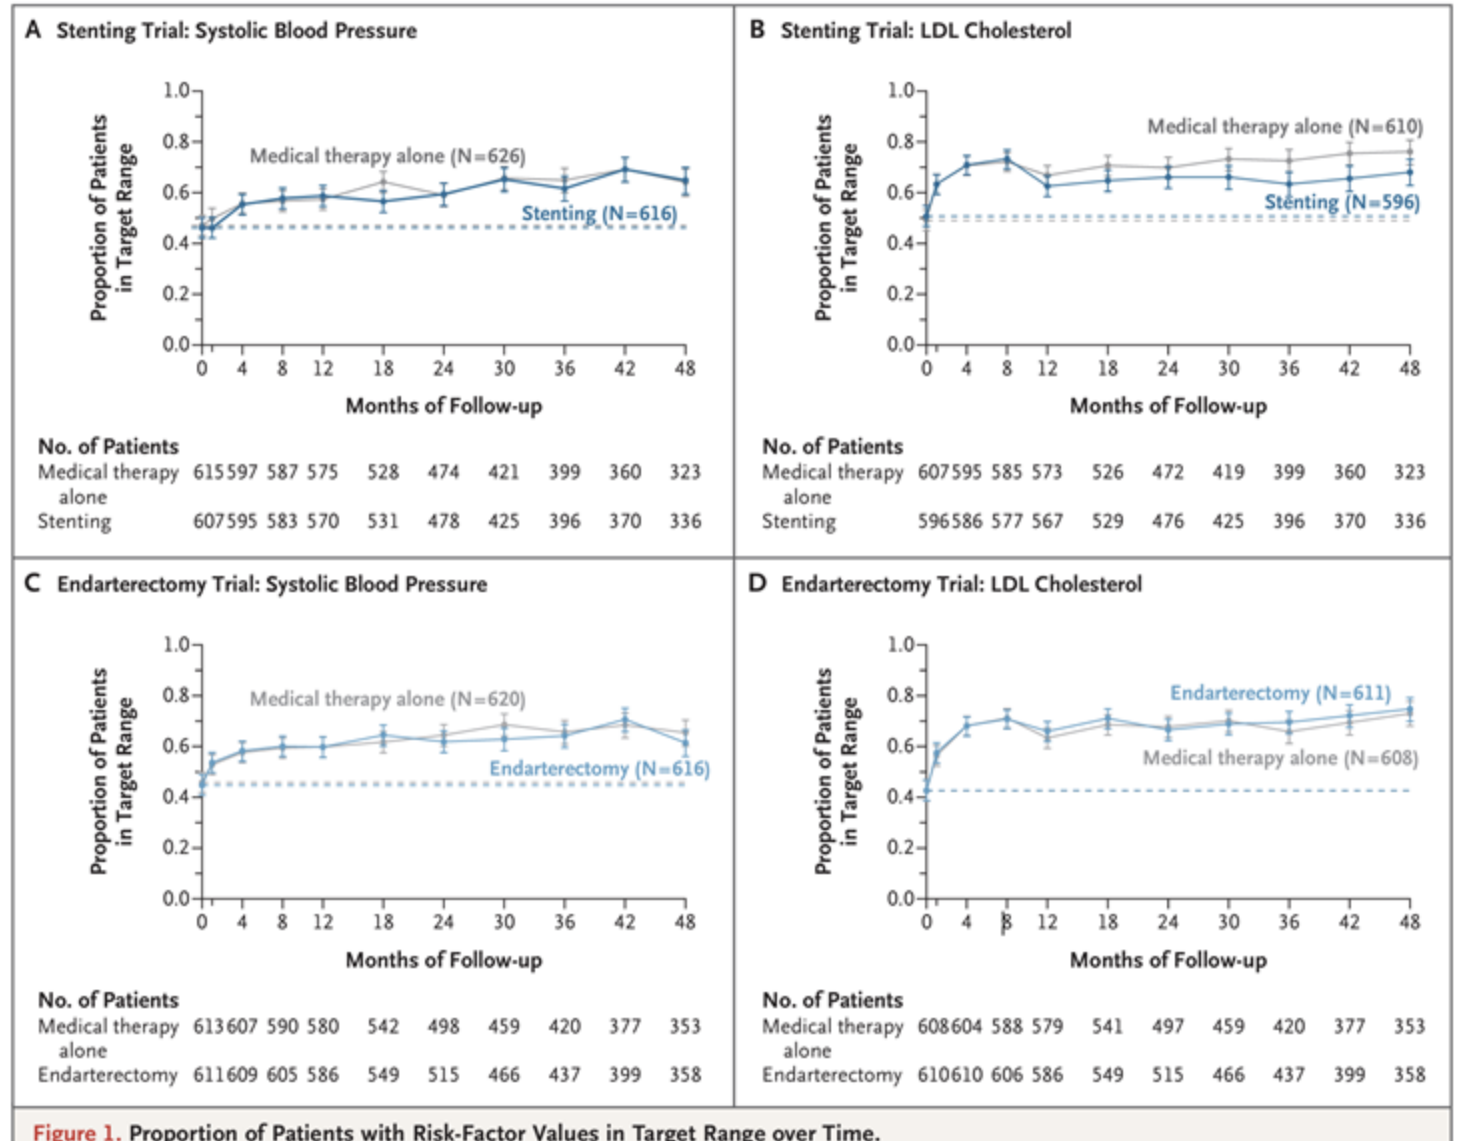 A Stenting Trial: Systolic Blood Pressure
Proportion of Patients
in Target Range
1.0
0.8
0.6
0.4
0.2
0.0
Medical therapy alone (N=626)
Stenting (N=616)
0 4 8 12 18 24 30 36 42 48
Months of Follow-up
No. of Patients
Medical therapy 615 597 587 575 528 474 421 399 360 323
alone
Stenting 607 595 583 570 531 478 425 396 370 336
B Stenting Trial: LDL Cholesterol
Proportion of Patients
in Target Range
1.0
0.8
0.6
0.4
0.2
0.0
Medical therapy alone (N=610)
Stenting (N=596)
0 4 8 12 18 24 30 36 42 48
Months of Follow-up
No. of Patients
Medical therapy 607 595 585 573 526 472 419 399 360 323
alone
Stenting 596 586 577 567 529 476 425 396 370 336
C Endarterectomy Trial: Systolic Blood Pressure
Proportion of Patients
in Target Range
1.0
0.8
0.6
0.4
0.2
0.0
Medical therapy alone (N=620)
Endarterectomy (N=616)
0 4 8 12 18 24 30 36 42 48
Months of Follow-up
No. of Patients
Medical therapy 613 607 590 580 542 498 459 420 377 353
alone
Endarterectomy 611 609 605 586 549 515 466 437 399 358
D Endarterectomy Trial: LDL Cholesterol
Proportion of Patients
in Target Range
1.0
0.8
0.6
0.4
0.2
0.0
Endarterectomy (N=611)
Medical therapy alone (N=608)
0 4 8 12 18 24 30 36 42 48
Months of Follow-up
No. of Patients
Medical therapy 608 604 588 579 541 497 459 420 377 353
alone
Endarterectomy 610 610 606 586 549 515 466 437 399 358
Figure 1. Proportion of Patients with Risk-Factor Values in Target Range over Time.